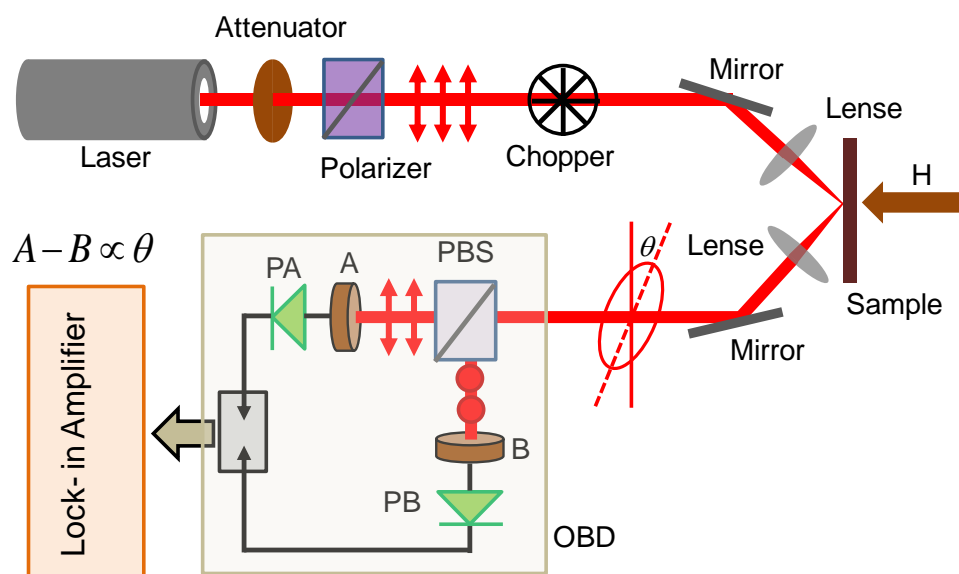 Attenuator
Laser
Polarizer
Chopper
Mirror
Lense
H
Sample
Lense
Mirror
θ
A – B ∝ θ
Lock- in Amplifier
PA
A
PBS
B
PB
OBD